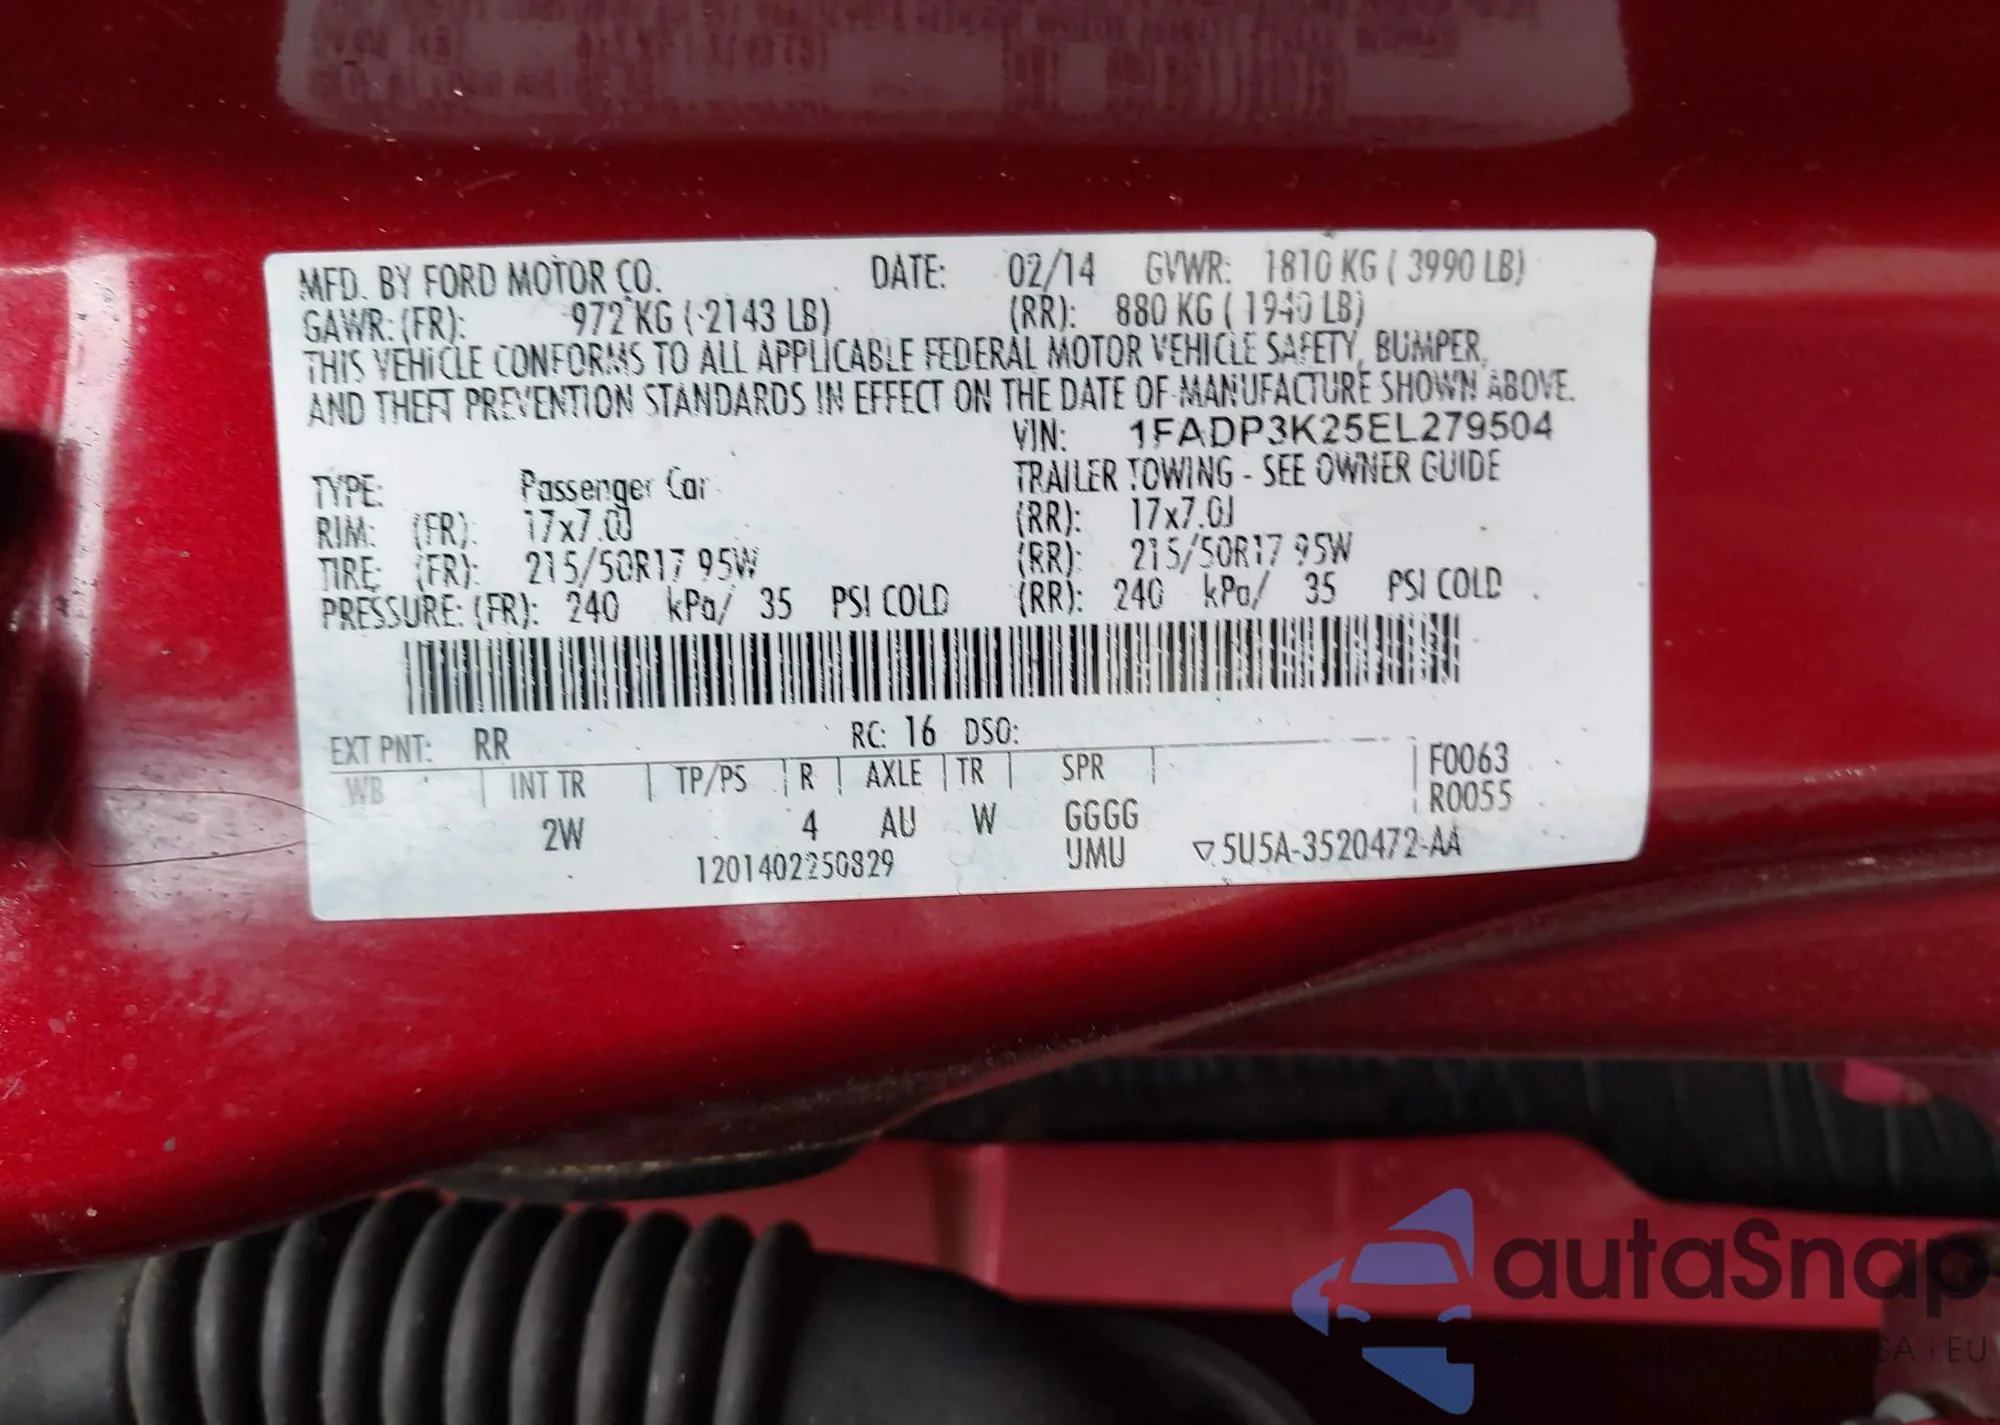 MFD. BY FORD MOTOR CO. DATE: 02/14 GVWR: 1810 KG ( 3990 LB)
GAWR: (FR): 972 KG ( 2143 LB) (RR): 880 KG ( 1940 LB)
THIS VEHICLE CONFORMS TO ALL APPLICABLE FEDERAL MOTOR VEHICLE SAFETY, BUMPER,
AND THEFT PREVENTION STANDARDS IN EFFECT ON THE DATE OF MANUFACTURE SHOWN ABOVE.
VIN: 1FADP3K25EL279504
TYPE: Passenger Car TRAILER TOWING - SEE OWNER GUIDE
RIM: (FR): 17x7.0J (RR): 17x7.0J
TIRE: (FR): 215/50R17 95W (RR): 215/50R17 95W
PRESSURE: (FR): 240 kPa/ 35 PSI COLD (RR): 240 kPa/ 35 PSI COLD
EXT PNT: RR RC: 16 DSO:
WB INT TR TP/PS R AXLE TR SPR F0063
R0055
2W 4 AU W GGGG
1201402250829 UMU ▽5U5A-3520472-AA
autaSnap